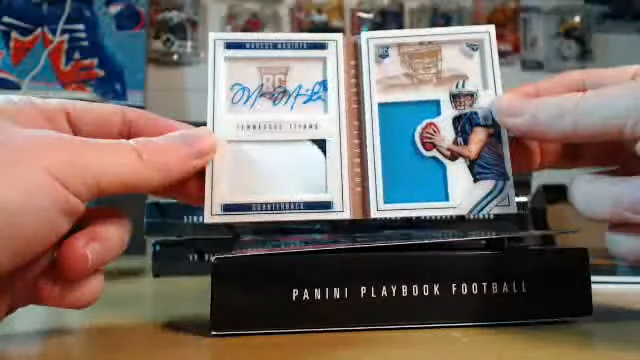 MARCUS MARIOTA
RC
TENNESSEE TITANS
QUARTERBACK
RC
PANINI PLAYBOOK FOOTBALL